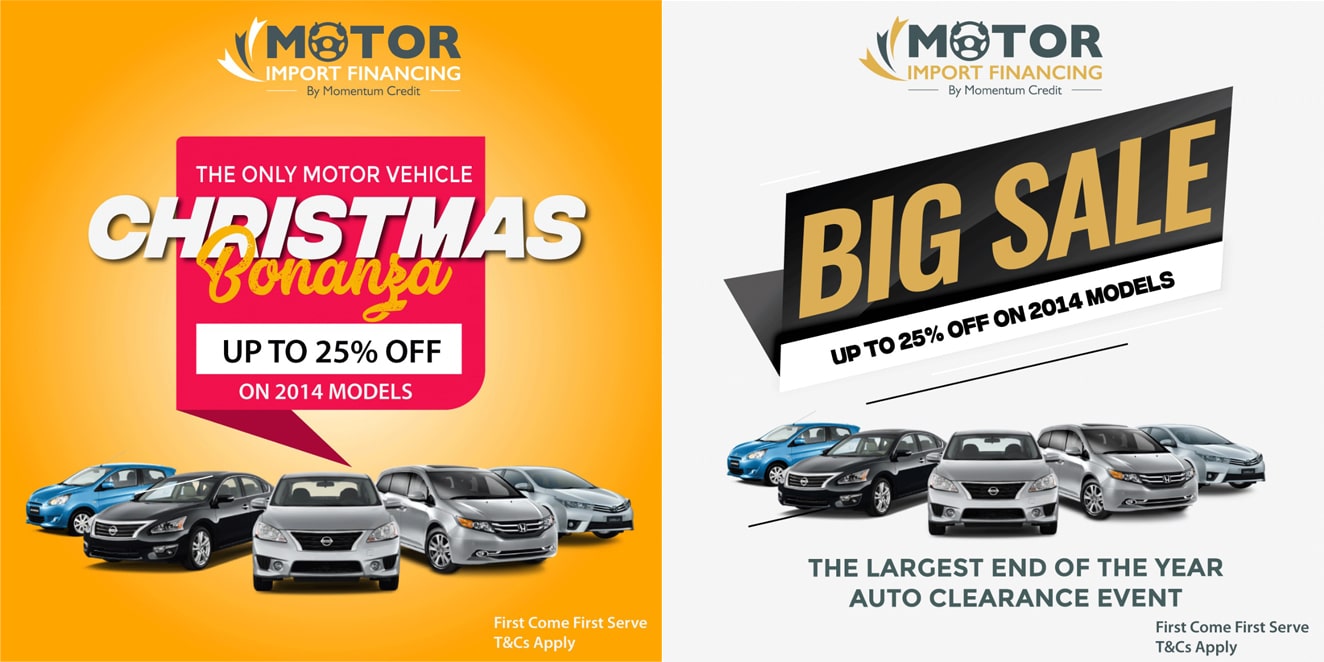 MOTOR
IMPORT FINANCING
By Momentum Credit
THE ONLY MOTOR VEHICLE
CHRISTMAS
Bonanza
UP TO 25% OFF
ON 2014 MODELS
First Come First Serve
T&Cs Apply
MOTOR
IMPORT FINANCING
By Momentum Credit
BIG SALE
UP TO 25% OFF ON 2014 MODELS
THE LARGEST END OF THE YEAR
AUTO CLEARANCE EVENT
First Come First Serve
T&Cs Apply